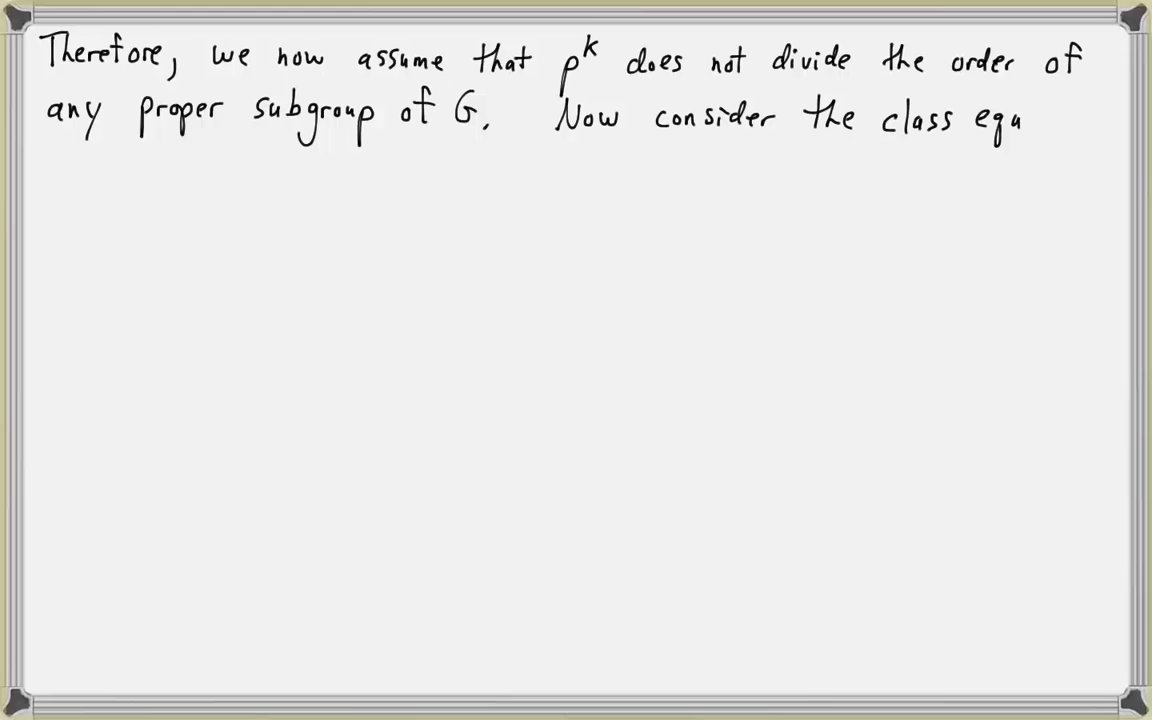 Therefore, we now assume that p^k does not divide the order of
any proper subgroup of G. Now consider the class equ